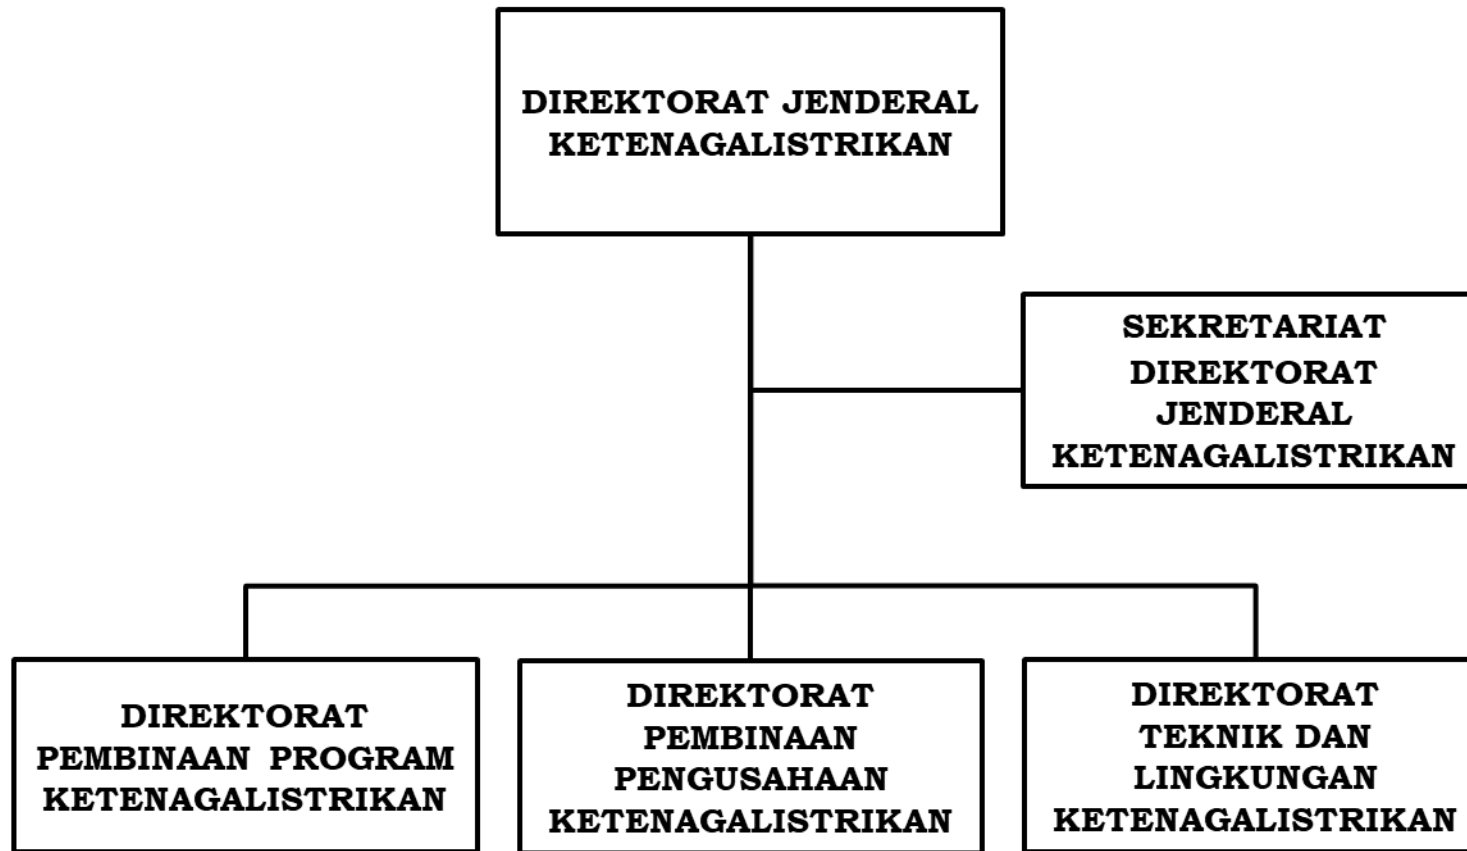 DIREKTORAT JENDERAL
KETENAGALISTRIKAN
SEKRETARIAT
DIREKTORAT
JENDERAL
KETENAGALISTRIKAN
DIREKTORAT
PEMBINAAN PROGRAM
KETENAGALISTRIKAN
DIREKTORAT
PEMBINAAN
PENGUSAHAAN
KETENAGALISTRIKAN
DIREKTORAT
TEKNIK DAN
LINGKUNGAN
KETENAGALISTRIKAN